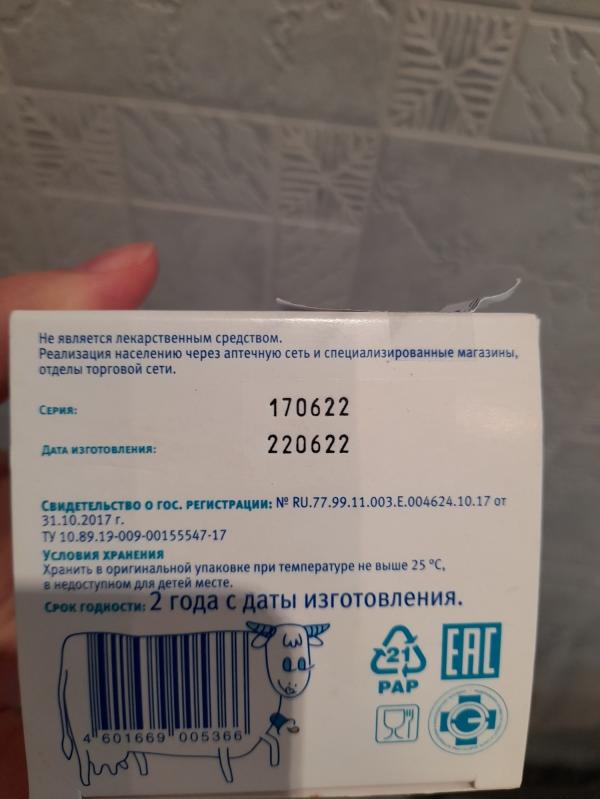 Не является лекарственным средством.
Реализация населению через аптечную сеть и специализированные магазины,
отделы торговой сети.
Серия: 170622
Дата изготовления: 220622
Свидетельство о гос. регистрации: № RU.77.99.11.003.Е.004624.10.17 от
31.10.2017 г.
ТУ 10.89.19-009-00155547-17
Условия хранения
Хранить в оригинальной упаковке при температуре не выше 25 °С,
в недоступном для детей месте.
Срок годности: 2 года с даты изготовления.
21
PAP
EAC
4 601669 005366